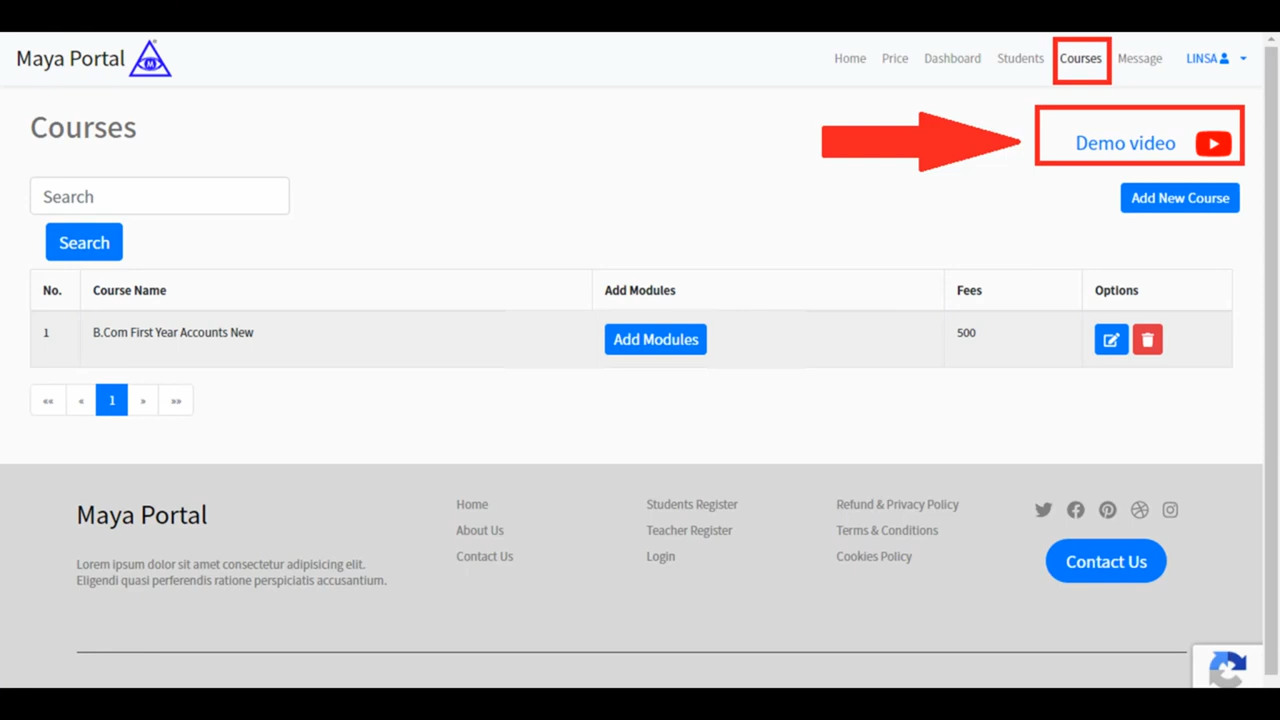 Maya Portal
M
Home Price Dashboard Students Courses Message LINSA
Courses
Demo video
Search
Add New Course
Search
No. Course Name Add Modules Fees Options
1 B.Com First Year Accounts New Add Modules 500
«« « 1 » »»
Maya Portal
Lorem ipsum dolor sit amet consectetur adipisicing elit.
Eligendi quasi perferendis ratione perspiciatis accusantium.
Home
About Us
Contact Us
Students Register
Teacher Register
Login
Refund & Privacy Policy
Terms & Conditions
Cookies Policy
Contact Us